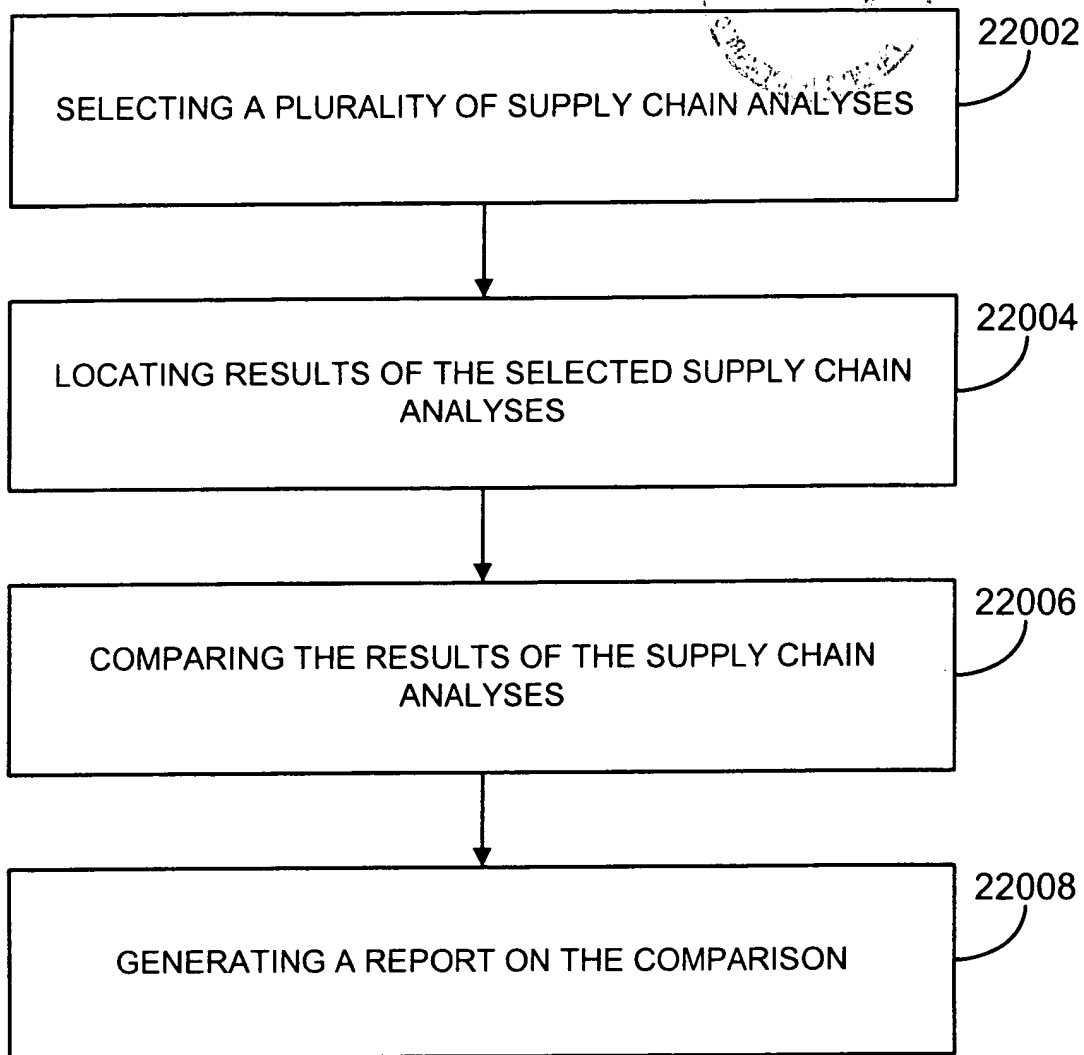 22002
SELECTING A PLURALITY OF SUPPLY CHAIN ANALYSES
22004
LOCATING RESULTS OF THE SELECTED SUPPLY CHAIN
ANALYSES
22006
COMPARING THE RESULTS OF THE SUPPLY CHAIN
ANALYSES
22008
GENERATING A REPORT ON THE COMPARISON